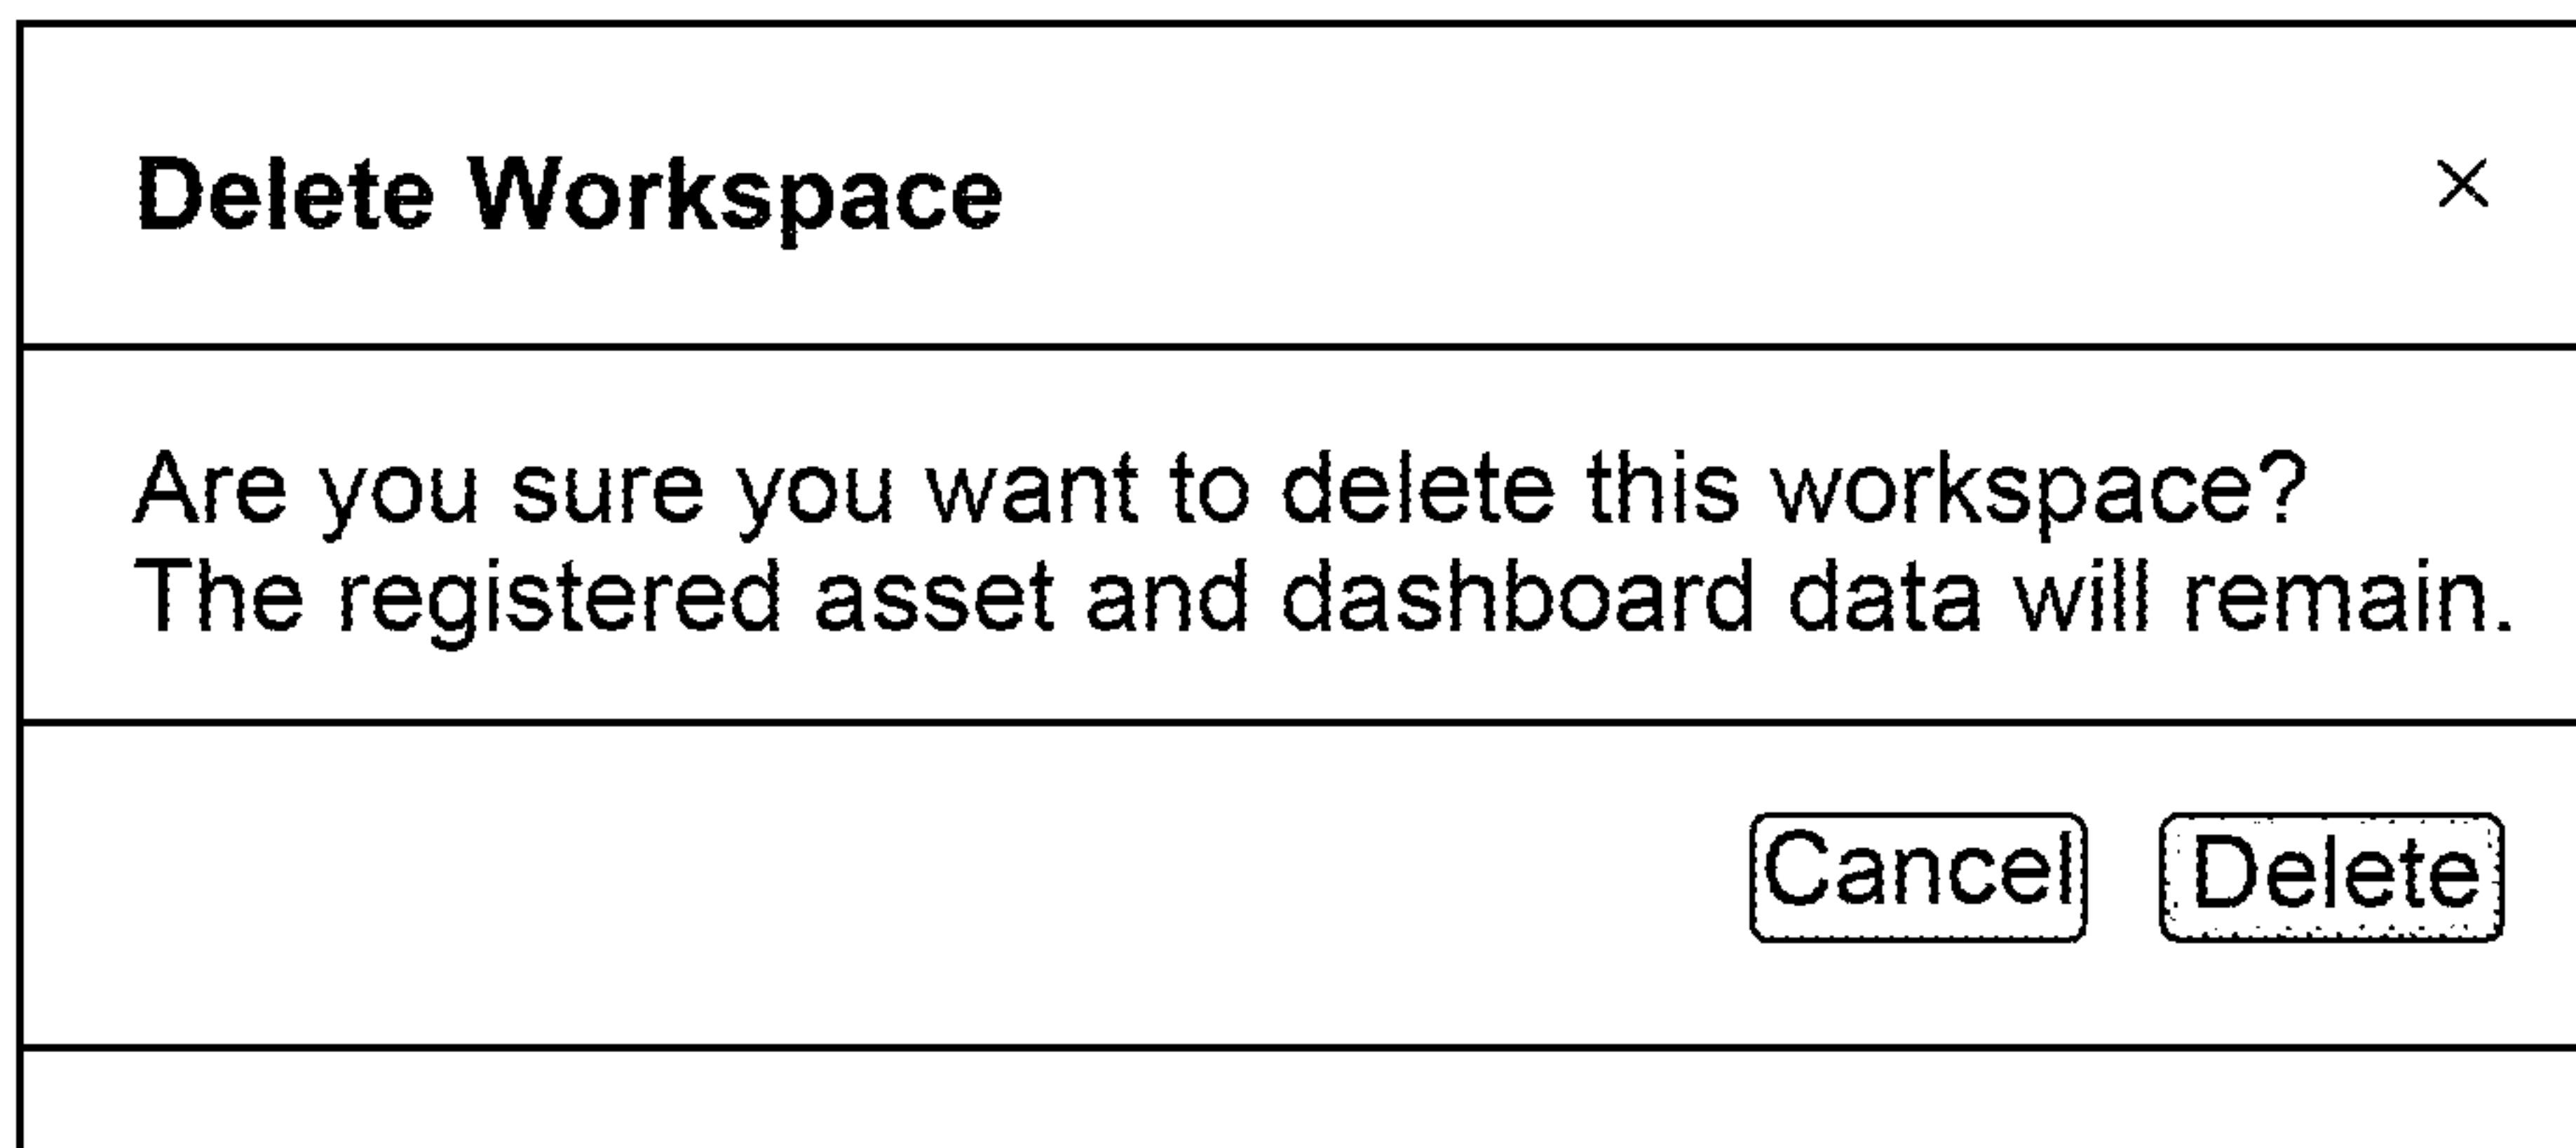 Delete Workspace ×
Are you sure you want to delete this workspace?
The registered asset and dashboard data will remain.
Cancel Delete